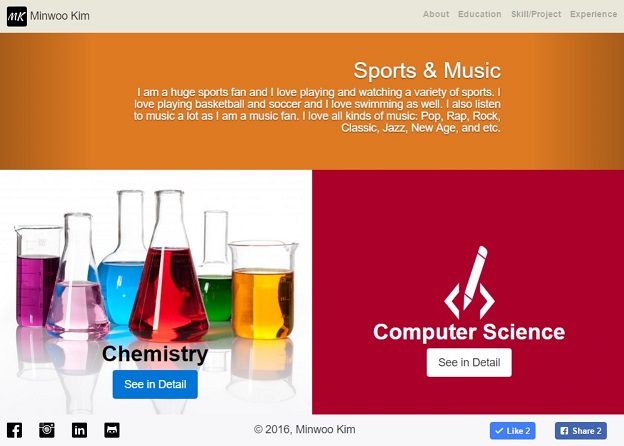 MK Minwoo Kim
About Education Skill/Project Experience
Sports & Music
I am a huge sports fan and I love playing and watching a variety of sports. I
love playing basketball and soccer and I love swimming as well. I also listen
to music a lot as I am a music fan. I love all kinds of music: Pop, Rap, Rock,
Classic, Jazz, New Age, and etc.
Chemistry
See in Detail
Computer Science
See in Detail
© 2016, Minwoo Kim
Like 2
Share 2